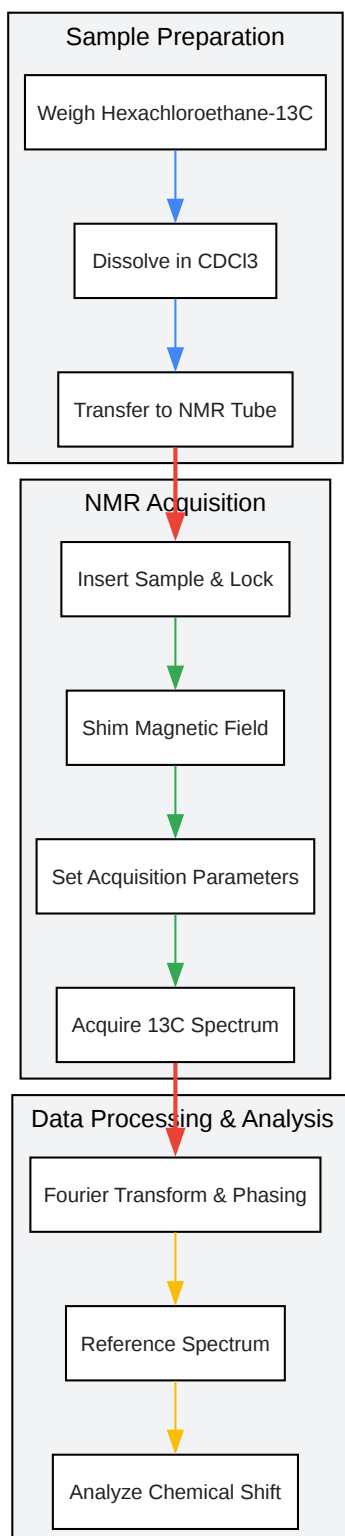 Sample Preparation
Weigh Hexachloroethane-13C
Dissolve in CDCl3
Transfer to NMR Tube
NMR Acquisition
Insert Sample & Lock
Shim Magnetic Field
Set Acquisition Parameters
Acquire 13C Spectrum
Data Processing & Analysis
Fourier Transform & Phasing
Reference Spectrum
Analyze Chemical Shift